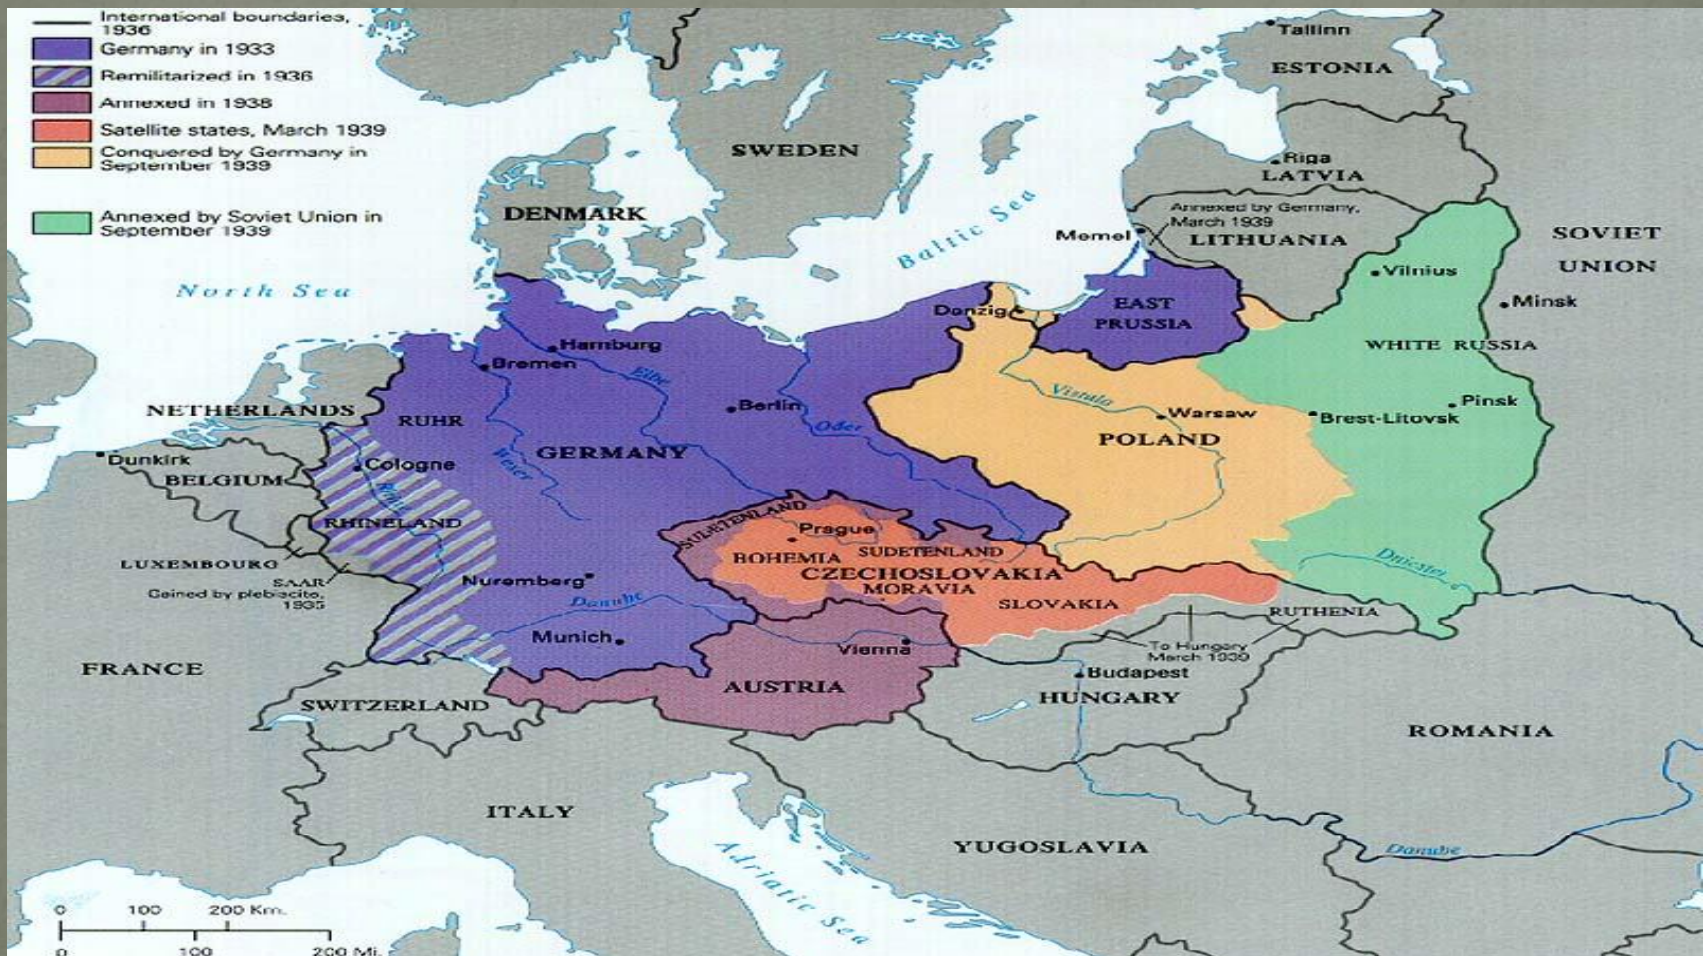 International boundaries,
1936
Germany in 1933
Remilitarized in 1936
Annexed in 1938
Satellite states, March 1939
Conquered by Germany in
September 1939
Annexed by Soviet Union in
September 1939
Tallinn
ESTONIA
SWEDEN
Riga
LATVIA
DENMARK
Annexed by Germany,
March 1939
Memel
LITHUANIA
SOVIET
UNION
Baltic Sea
North Sea
Vilnius
Minsk
EAST
PRUSSIA
Danzig
WHITE RUSSIA
Hamburg
Bremen
Elbe
Berlin
Oder
Vistula
Warsaw
Pinsk
Brest-Litovsk
NETHERLANDS
RUHR
POLAND
GERMANY
Weser
Dunkirk
Cologne
BELGIUM
Rhine
RHINELAND
SUDETENLAND
Prague
BOHEMIA
SUDETENLAND
CZECHOSLOVAKIA
MORAVIA
SLOVAKIA
Dniester
LUXEMBOURG
SAAR
Gained by plebiscite,
1935
Nuremberg
Danube
Munich
Vienna
RUTHENIA
To Hungary
March 1939
FRANCE
Budapest
AUSTRIA
HUNGARY
SWITZERLAND
ROMANIA
ITALY
YUGOSLAVIA
Danube
Adriatic Sea
0 100 200 Km.
0 100 200 Mi.